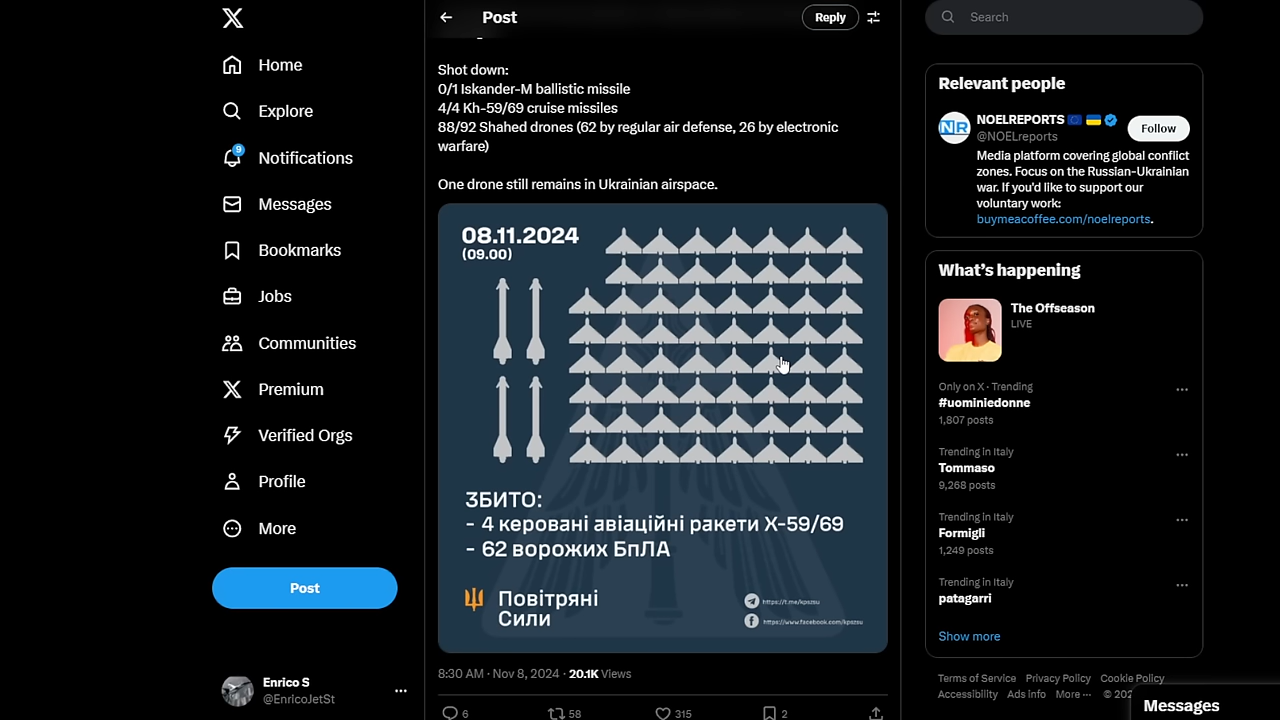 Home
Explore
9
Notifications
Messages
Bookmarks
Jobs
Communities
Premium
Verified Orgs
Profile
More
Post
Enrico S
@EnricoJetSt
Post
Reply
Shot down:
0/1 Iskander-M ballistic missile
4/4 Kh-59/69 cruise missiles
88/92 Shahed drones (62 by regular air defense, 26 by electronic
warfare)
One drone still remains in Ukrainian airspace.
08.11.2024
(09.00)
ЗБИТО:
- 4 керовані авіаційні ракети Х-59/69
- 62 ворожих БпЛА
Повітряні
Сили
https://t.me/kpszsu
https://www.facebook.com/kpszsu
8:30 AM · Nov 8, 2024 · 20.1K Views
6
58
315
2
Search
Relevant people
NR
NOELREPORTS
@NOELreports
Follow
Media platform covering global conflict
zones. Focus on the Russian-Ukrainian
war. If you'd like to support our
voluntary work:
buymeacoffee.com/noelreports.
What's happening
The Offseason
LIVE
Only on X · Trending
#uominiedonne
1,807 posts
Trending in Italy
Tommaso
9,268 posts
Trending in Italy
Formigli
1,249 posts
Trending in Italy
patagarri
Show more
Terms of Service Privacy Policy Cookie Policy
Accessibility Ads info More ··· © 202
Messages